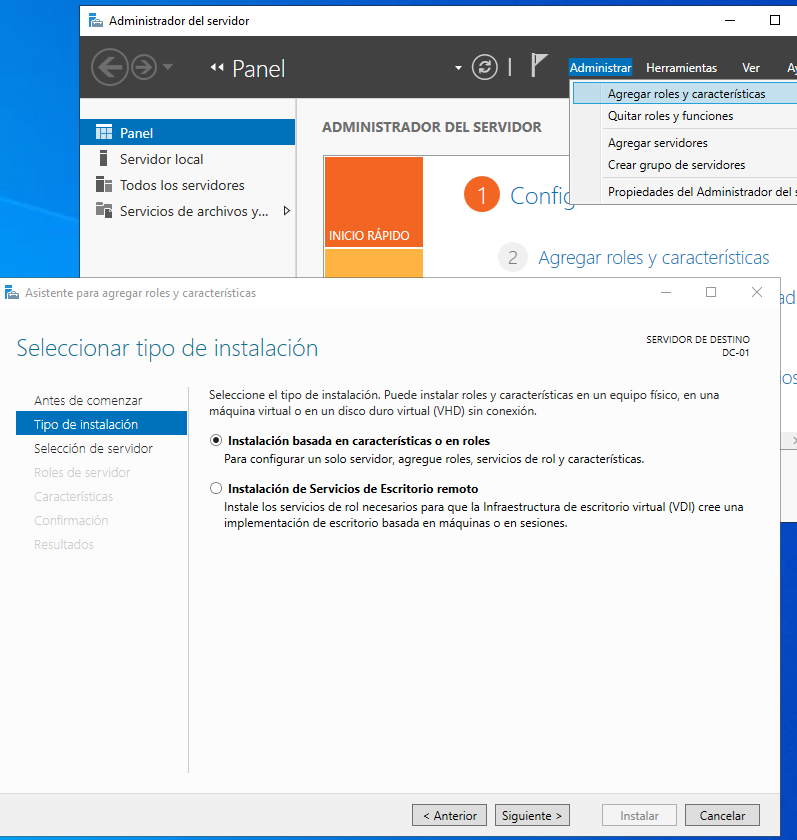 Administrador del servidor
Panel
Administrar Herramientas Ver
Agregar roles y características
Quitar roles y funciones
Agregar servidores
Crear grupo de servidores
Propiedades del Administrador del
Panel
Servidor local
Todos los servidores
Servicios de archivos y...
ADMINISTRADOR DEL SERVIDOR
INICIO RÁPIDO
1 Config
2 Agregar roles y características
Asistente para agregar roles y características
Seleccionar tipo de instalación
SERVIDOR DE DESTINO
DC-01
Antes de comenzar
Tipo de instalación
Selección de servidor
Roles de servidor
Características
Confirmación
Resultados
Seleccione el tipo de instalación. Puede instalar roles y características en un equipo físico, en una
máquina virtual o en un disco duro virtual (VHD) sin conexión.
Instalación basada en características o en roles
Para configurar un solo servidor, agregue roles, servicios de rol y características.
Instalación de Servicios de Escritorio remoto
Instale los servicios de rol necesarios para que la Infraestructura de escritorio virtual (VDI) cree una
implementación de escritorio basada en máquinas o en sesiones.
< Anterior Siguiente > Instalar Cancelar